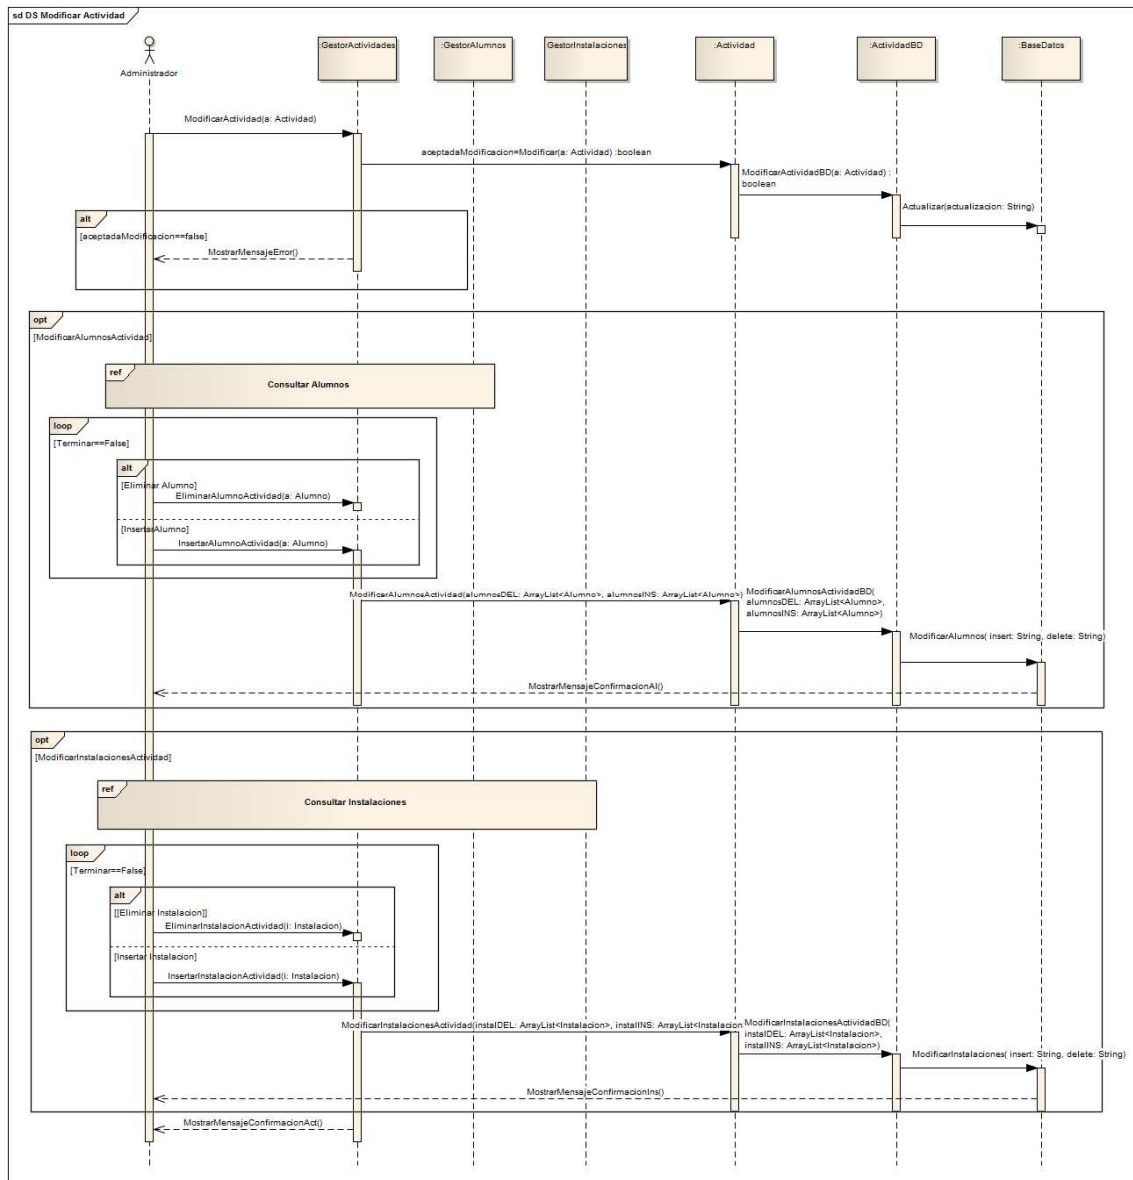 sd DS Modificar Actividad
Administrador
:GestorActividades
:GestorAlumnos
GestorInstalaciones
:Actividad
:ActividadBD
:BaseDatos
ModificarActividad(a: Actividad)
aceptadaModificacion=Modificar(a: Actividad) :boolean
ModificarActividadBD(a: Actividad) :
boolean
Actualizar(actualizacion: String)
alt
[aceptadaModificacion==false]
MostrarMensajeError()
opt
[ModificarAlumnosActividad]
ref
Consultar Alumnos
loop
[Terminar==False]
alt
[Eliminar Alumno]
EliminarAlumnoActividad(a: Alumno)
[InsertarAlumno]
InsertarAlumnoActividad(a: Alumno)
ModificarAlumnosActividad(alumnosDEL: ArrayList<Alumno>, alumnosINS: ArrayList<Alumno>)
ModificarAlumnosActividadBD(
alumnosDEL: ArrayList<Alumno>,
alumnosINS: ArrayList<Alumno>)
ModificarAlumnos( insert: String, delete: String)
MostrarMensajeConfirmacionAl()
opt
[ModificarInstalacionesActividad]
ref
Consultar Instalaciones
loop
[Terminar==False]
alt
[[Eliminar Instalacion]]
EliminarInstalacionActividad(i: Instalacion)
[Insertar Instalacion]
InsertarInstalacionActividad(i: Instalacion)
ModificarInstalacionesActividad(instalDEL: ArrayList<Instalacion>, instalINS: ArrayList<Instalacion
ModificarInstalacionesActividadBD(
instalDEL: ArrayList<Instalacion>,
instalINS: ArrayList<Instalacion>)
ModificarInstalaciones( insert: String, delete: String)
MostrarMensajeConfirmacionIns()
MostrarMensajeConfirmacionAct()